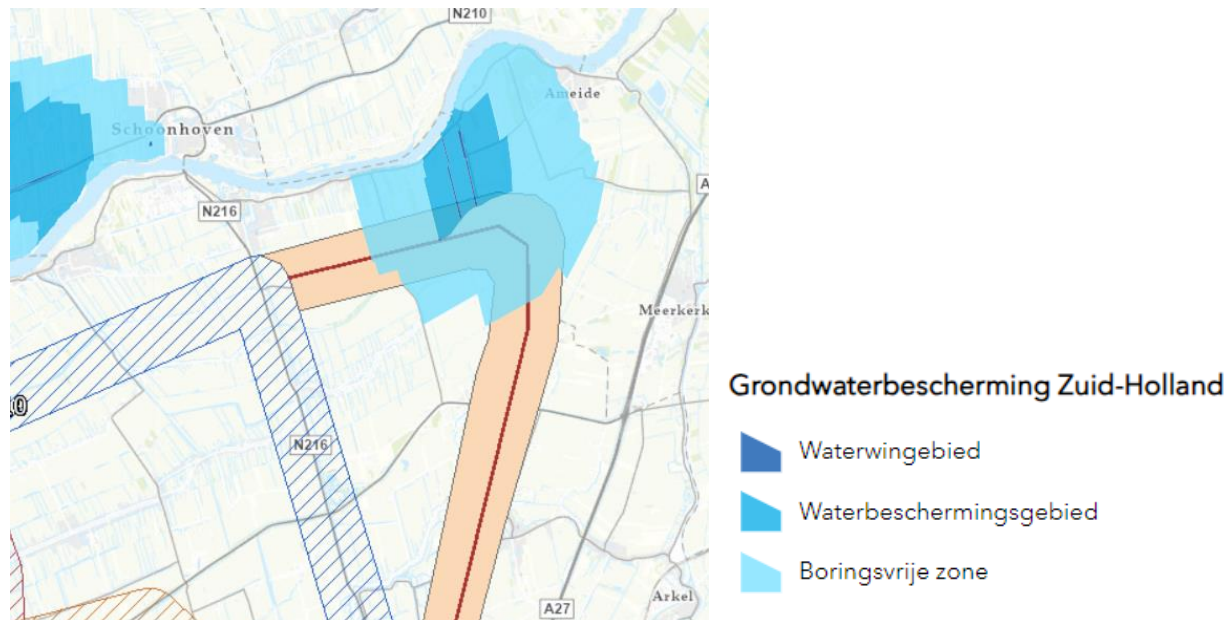 N210
Ameide
Schoonhoven
A
N216
Meerkerk
N216
A27
Arkel
Grondwaterbescherming Zuid-Holland
Waterwingebied
Waterbeschermingsgebied
Boringsvrije zone